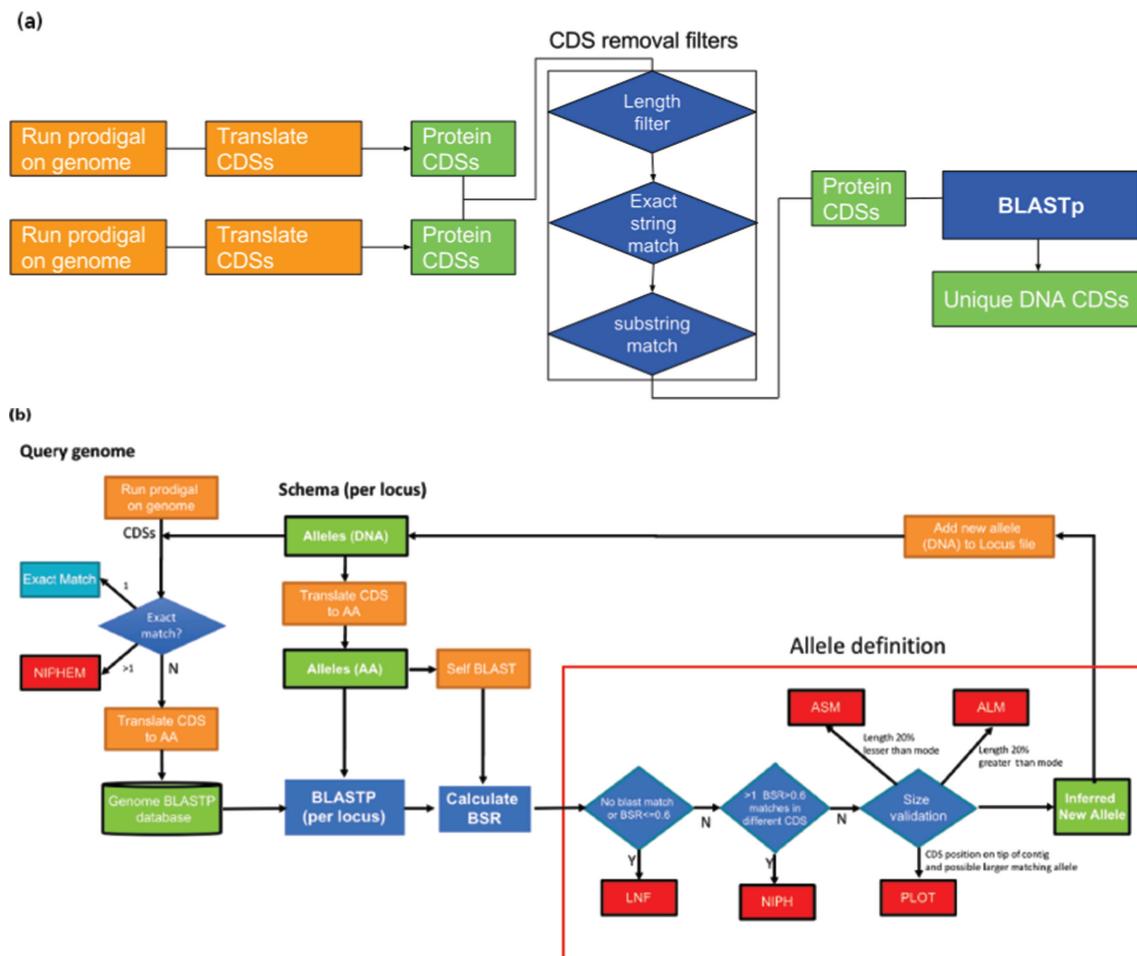 (a)
CDS removal filters
Run prodigal
on genome
Translate
CDSs
Protein
CDSs
Run prodigal
on genome
Translate
CDSs
Protein
CDSs
Length
filter
Exact
string
match
substring
match
Protein
CDSs
BLASTp
Unique DNA CDSs
(b)
Query genome
Run prodigal
on genome
CDSs
Exact Match
1
Exact
match?
NIPHEM
>1
N
Translate CDS
to AA
Genome BLASTP
database
Schema (per locus)
Alleles (DNA)
Translate CDS
to AA
Alleles (AA)
Self BLAST
BLASTP
(per locus)
Calculate
BSR
Add new allele
(DNA) to Locus file
Allele definition
No blast match
or BSR<=0.6
N
Y
LNF
>1 BSR>0.6
matches in
different CDS
N
Y
NIPH
ASM
Length 20%
lesser than mode
ALM
Length 20%
greater than mode
Size
validation
CDS position on tip of contig
and possible larger matching allele
PLOT
Inferred
New Allele